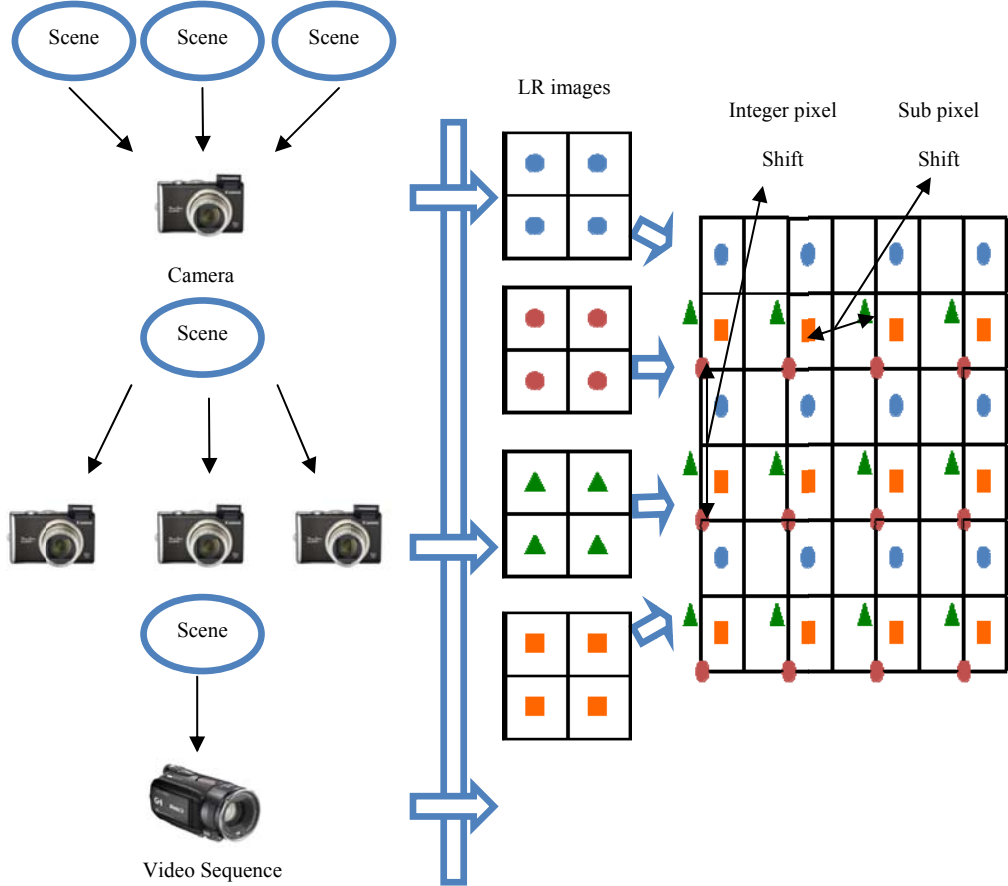 Scene
Scene
Scene
Camera
Scene
Scene
Video Sequence
LR images
Integer pixel
Shift
Sub pixel
Shift